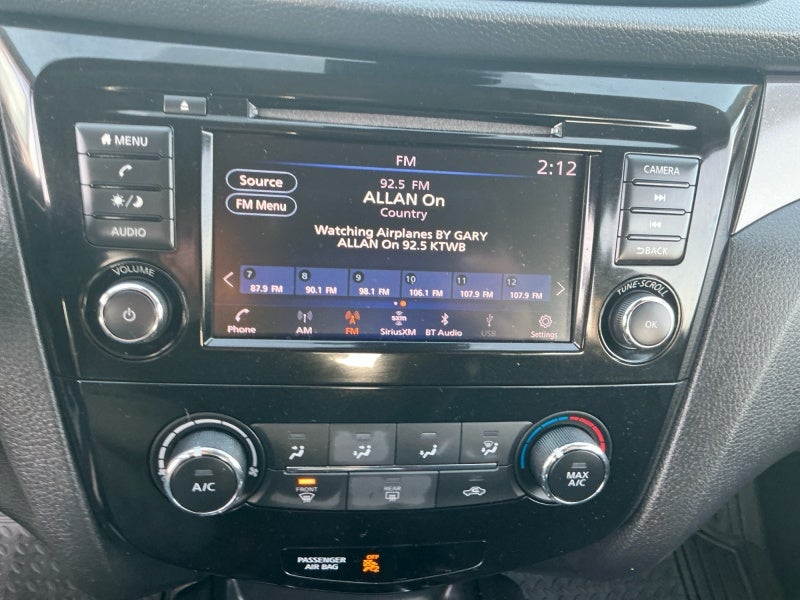 MENU
AUDIO
VOLUME
FM
2:12
Source
FM Menu
92.5 FM
ALLAN On
Country
Watching Airplanes BY GARY
ALLAN On 92.5 KTWB
7 8 9 10 11 12
87.9 FM 90.1 FM 98.1 FM 106.1 FM 107.9 FM 107.9 FM
Phone AM FM SiriusXM BT Audio USB Settings
sxm
CAMERA
BACK
TUNE-SCROLL
OK
A/C
FRONT
REAR
MAX
A/C
PASSENGER
AIR BAG
OFF